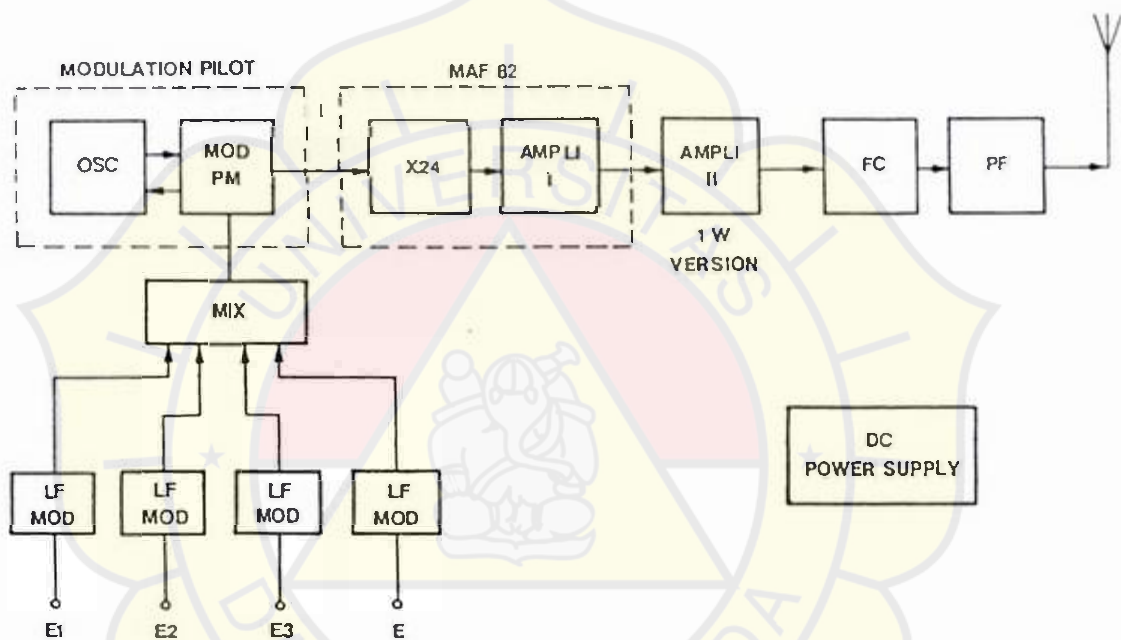 MODULATION PILOT
MAF 82
OSC
MOD
PM
X24
AMPLI
I
AMPLI
II
FC
PF
1 W
VERSION
MIX
DC
POWER SUPPLY
LF
MOD
LF
MOD
LF
MOD
LF
MOD
E1
E2
E3
E
UNIVERSITAS